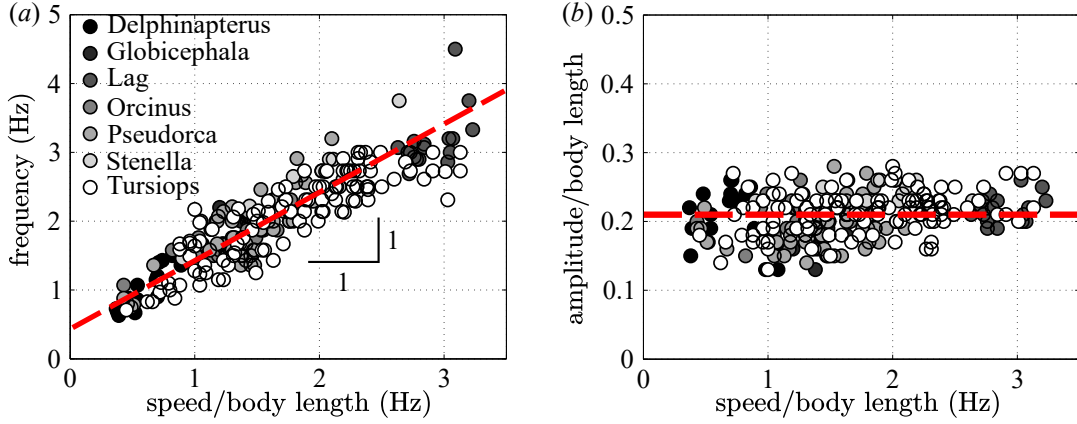 (a)
Delphinapterus
Globicephala
Lag
Orcinus
Pseudorca
Stenella
Tursiops
frequency (Hz)
5
4
3
2
1
0
1
1
0
1
2
3
speed/body length (Hz)
(b)
amplitude/body length
0.5
0.4
0.3
0.2
0.1
0
0
1
2
3
speed/body length (Hz)